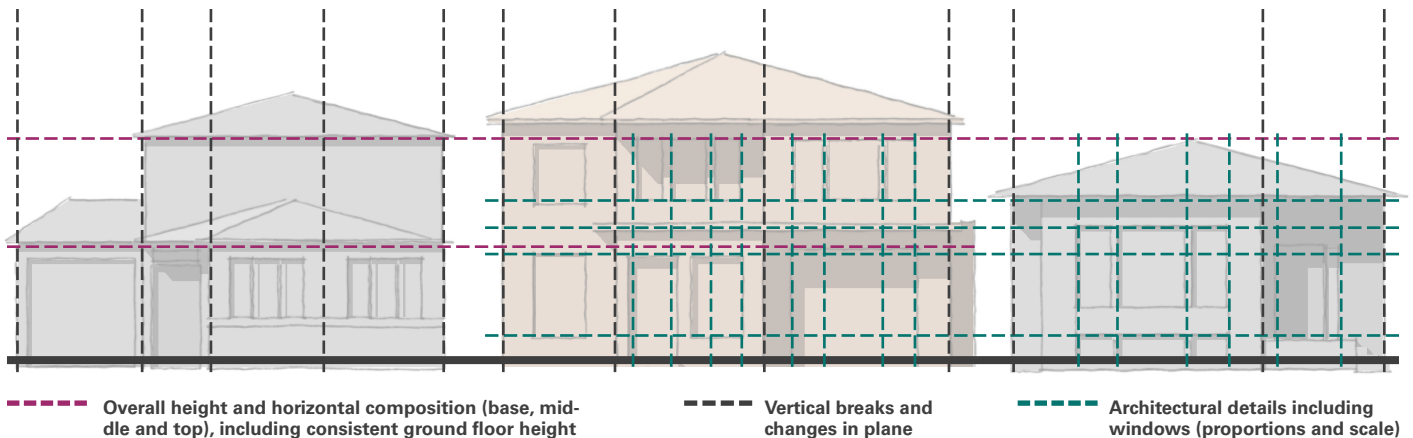 Overall height and horizontal composition (base, mid-
dle and top), including consistent ground floor height
Vertical breaks and
changes in plane
Architectural details including
windows (proportions and scale)